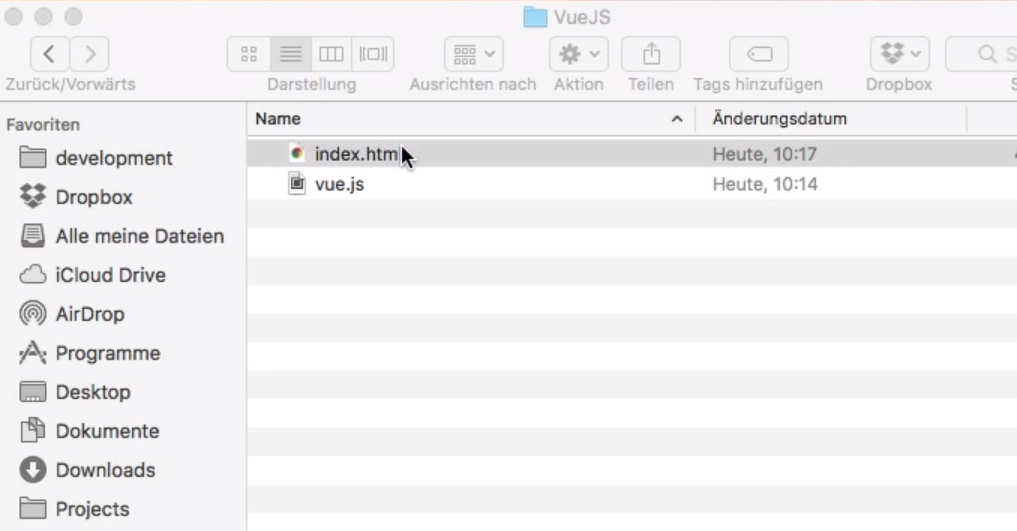 VueJS
Zurück/Vorwärts Darstellung Ausrichten nach Aktion Teilen Tags hinzufügen Dropbox
Favoriten
Name Änderungsdatum
index.htm Heute, 10:17
vue.js Heute, 10:14
development
Dropbox
Alle meine Dateien
iCloud Drive
AirDrop
Programme
Desktop
Dokumente
Downloads
Projects